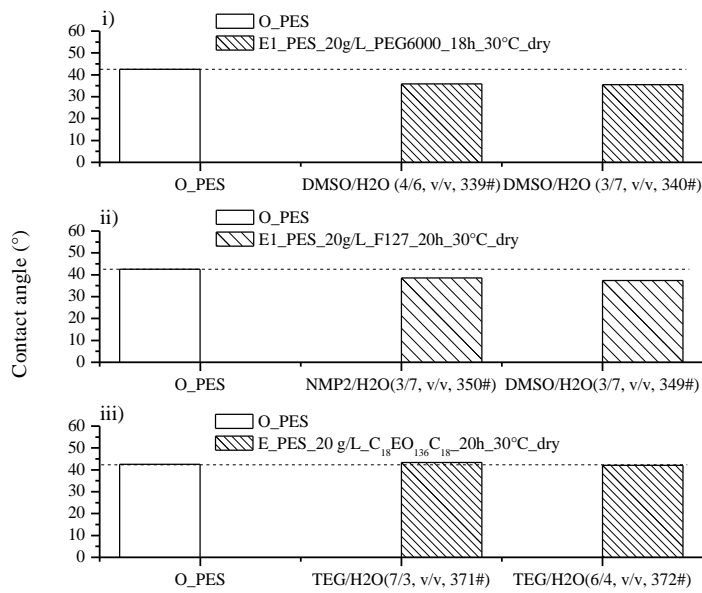 Contact angle (°)
i)
O_PES
E1_PES_20g/L_PEG6000_18h_30°C_dry
60
50
40
30
20
10
0
O_PES
DMSO/H2O (4/6, v/v, 339#)
DMSO/H2O (3/7, v/v, 340#)
ii)
O_PES
E1_PES_20g/L_F127_20h_30°C_dry
60
50
40
30
20
10
0
O_PES
NMP2/H2O(3/7, v/v, 350#)
DMSO/H2O(3/7, v/v, 349#)
iii)
O_PES
E_PES_20 g/L_C₁₈EO₁₃₆C₁₈_20h_30°C_dry
60
50
40
30
20
10
0
O_PES
TEG/H2O(7/3, v/v, 371#)
TEG/H2O(6/4, v/v, 372#)